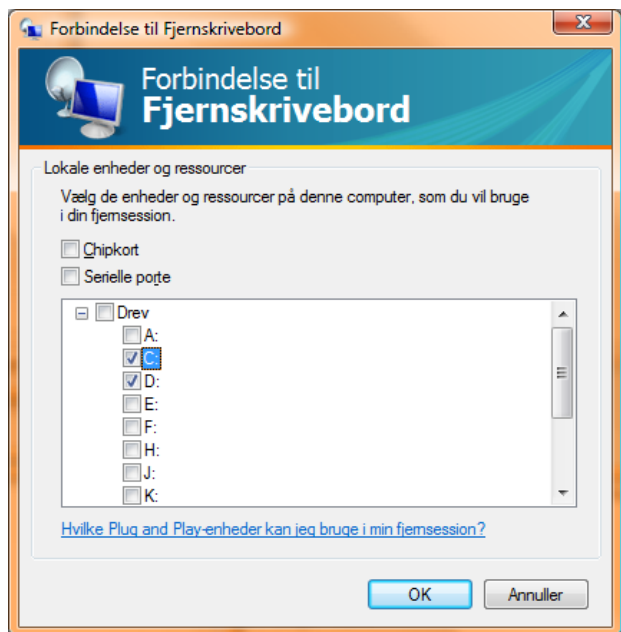 Forbindelse til Fjernskrivebord
Forbindelse til
Fjernskrivebord
Lokale enheder og ressourcer
Vælg de enheder og ressourcer på denne computer, som du vil bruge
i din fjernsession.
Chipkort
Serielle porte
Drev
A:
C:
D:
E:
F:
H:
J:
K:
Hvilke Plug and Play-enheder kan jeg bruge i min fjernsession?
OK
Annuller